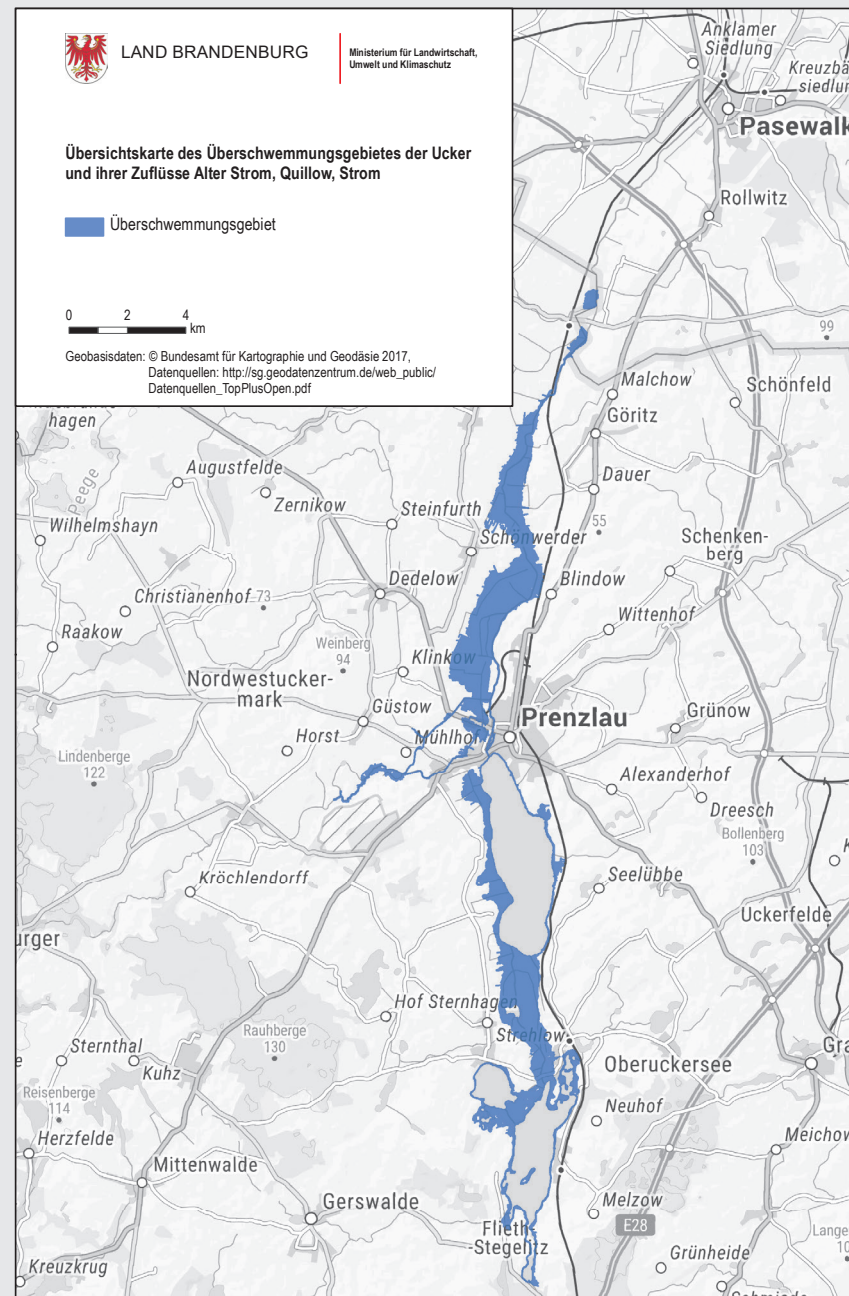 LAND BRANDENBURG
Ministerium für Landwirtschaft,
Umwelt und Klimaschutz
Übersichtskarte des Überschwemmungsgebietes der Ucker
und ihrer Zuflüsse Alter Strom, Quillow, Strom
Überschwemmungsgebiet
0 2 4
km
Geobasisdaten: © Bundesamt für Kartographie und Geodäsie 2017,
Datenquellen: http://sg.geodatenzentrum.de/web_public/
Datenquellen_TopPlusOpen.pdf
Anklamer
Siedlung
Pasewalk
Rollwitz
99
Malchow
Schönfeld
hagen
Göritz
Augustfelde
Peege
Zernikow
Dauer
Steinfurth
55
Wilhelmshayn
Schönwerder
Schenken-
berg
Dedelow
Blindow
Christianenhof
73
Wittenhof
Raakow
Weinberg
94
Klinkow
Nordwestucker-
mark
Güstow
Prenzlau
Grünow
Horst
Mühlhof
Lindenberge
122
Alexanderhof
Dreesch
Bollenberg
103
Kröchlendorff
Seelübbe
Uckerfelde
urger
Hof Sternhagen
Rauhberge
130
Strehlow
Sternthal
Kuhz
Oberuckersee
Gra
Reisenberge
114
Neuhof
Herzfelde
Meichow
Mittenwalde
Gerswalde
Melzow
E28
Flieth
-Stegelitz
Grünheide
Kreuzkrug